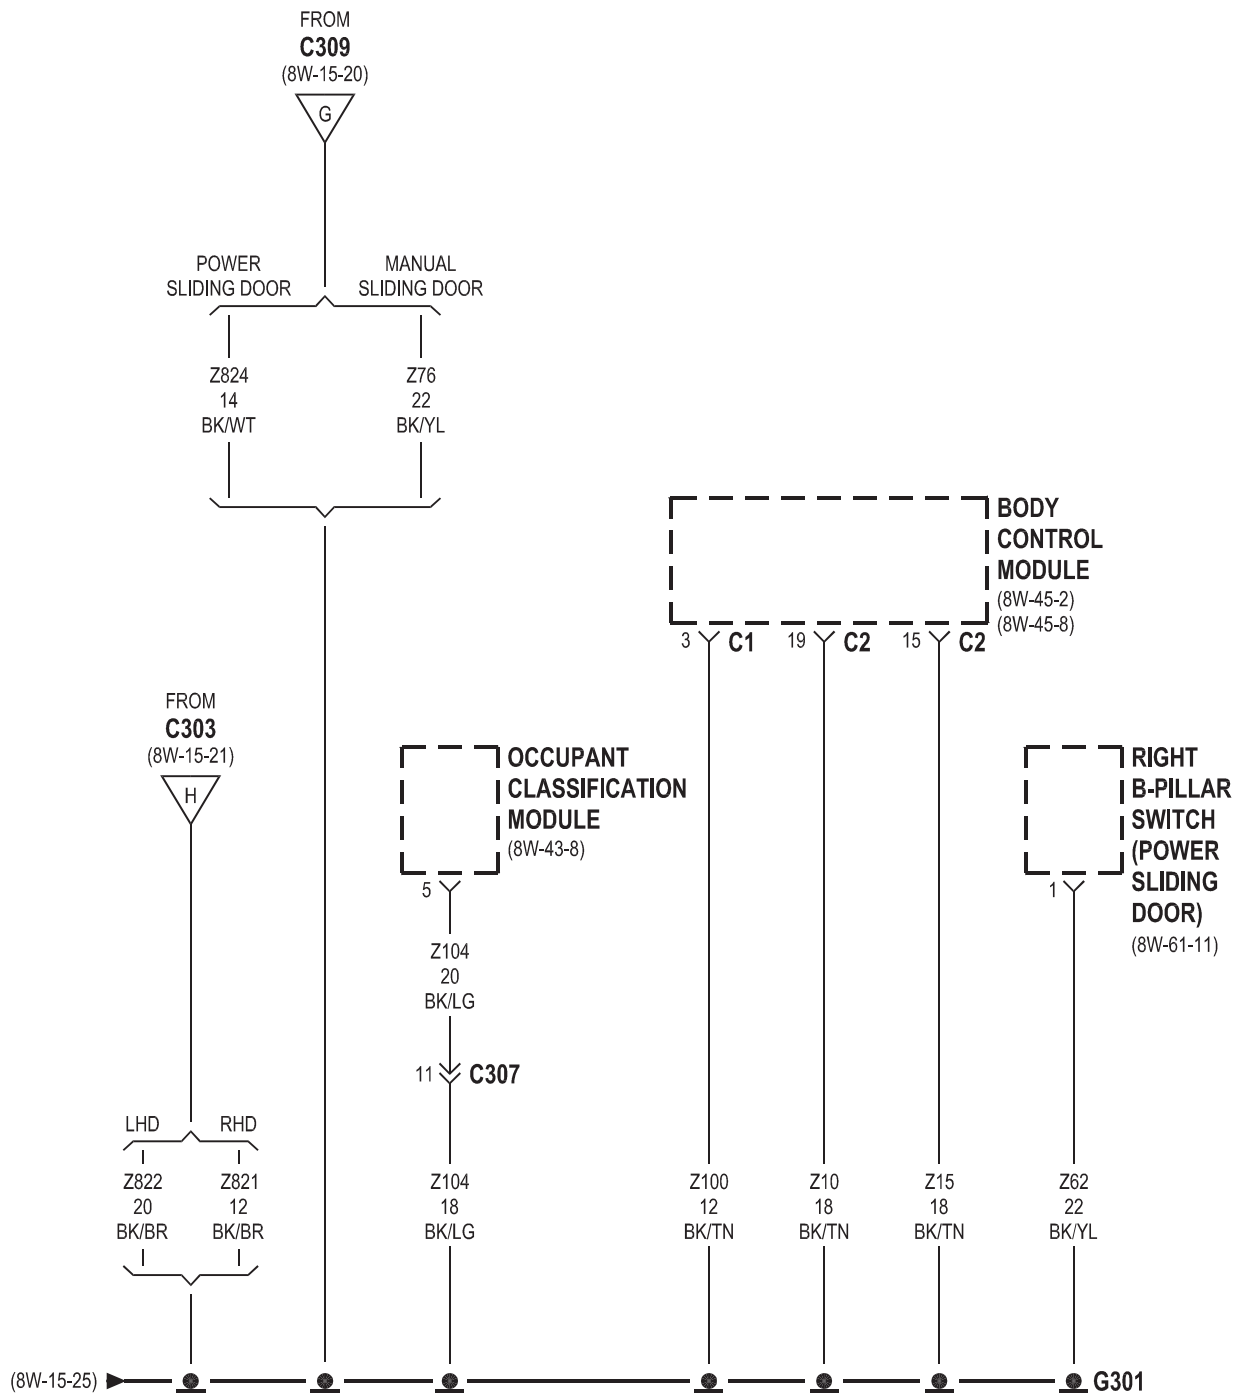 FROM
C309
(8W-15-20)
G
POWER
SLIDING DOOR
MANUAL
SLIDING DOOR
Z824
14
BK/WT
Z76
22
BK/YL
BODY
CONTROL
MODULE
(8W-45-2)
(8W-45-8)
3 C1
19 C2
15 C2
FROM
C303
(8W-15-21)
H
OCCUPANT
CLASSIFICATION
MODULE
(8W-43-8)
5
RIGHT
B-PILLAR
SWITCH
(POWER
SLIDING
DOOR)
(8W-61-11)
1
Z104
20
BK/LG
11 C307
LHD
RHD
Z822
20
BK/BR
Z821
12
BK/BR
Z104
18
BK/LG
Z100
12
BK/TN
Z10
18
BK/TN
Z15
18
BK/TN
Z62
22
BK/YL
(8W-15-25)
G301